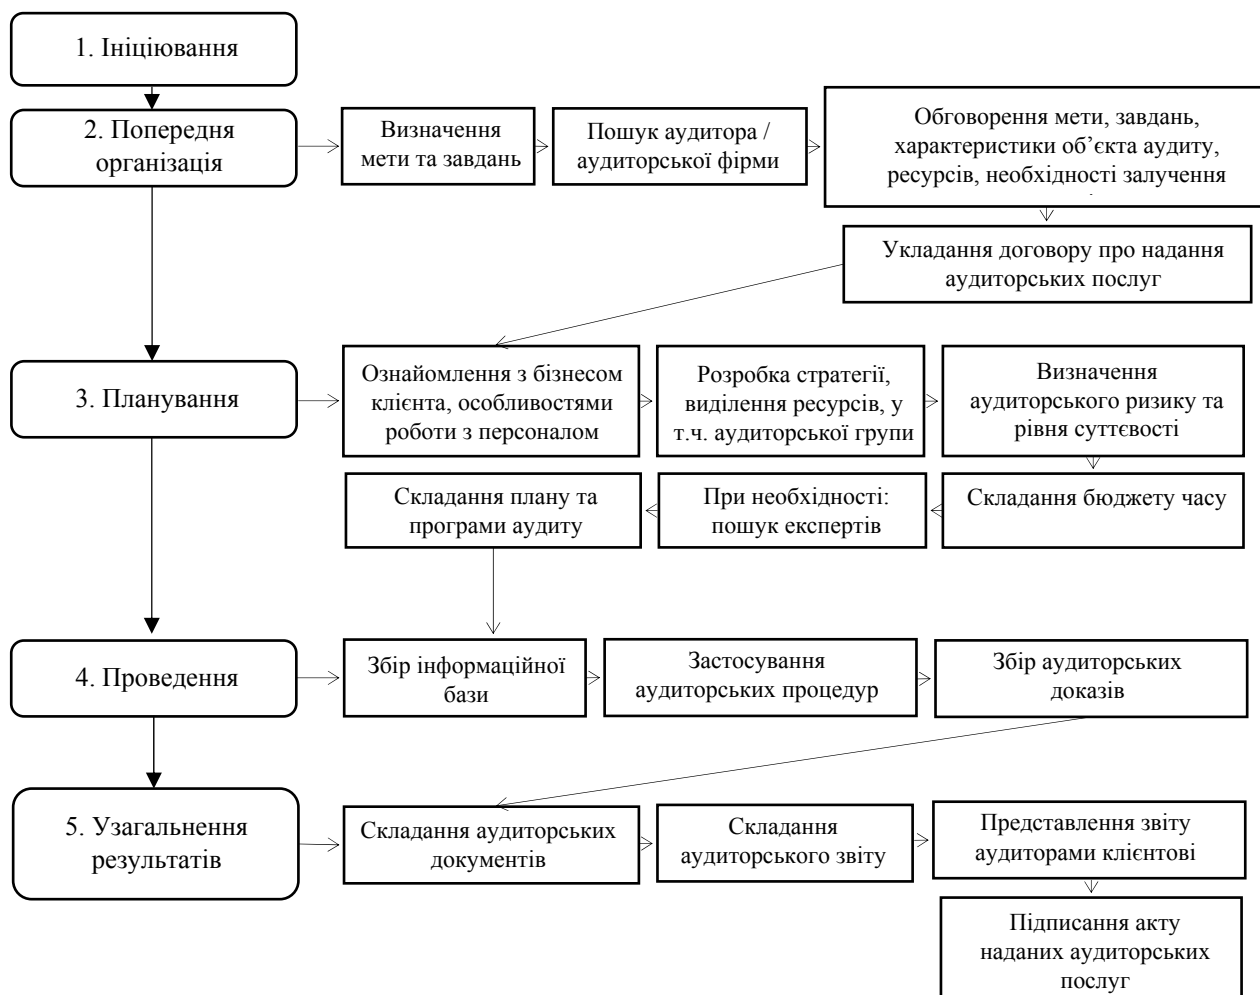 1. Ініціювання
2. Попередня
організація
Визначення
мети та завдань
Пошук аудитора /
аудиторської фірми
Обговорення мети, завдань,
характеристики об’єкта аудиту,
ресурсів, необхідності залучення
Укладання договору про надання
аудиторських послуг
3. Планування
Ознайомлення з бізнесом
клієнта, особливостями
роботи з персоналом
Розробка стратегії,
виділення ресурсів, у
т.ч. аудиторської групи
Визначення
аудиторського ризику та
рівня суттєвості
Складання бюджету часу
При необхідності:
пошук експертів
Складання плану та
програми аудиту
4. Проведення
Збір інформаційної
бази
Застосування
аудиторських процедур
Збір аудиторських
доказів
5. Узагальнення
результатів
Складання аудиторських
документів
Складання
аудиторського звіту
Представлення звіту
аудиторами клієнтові
Підписання акту
наданих аудиторських
послуг